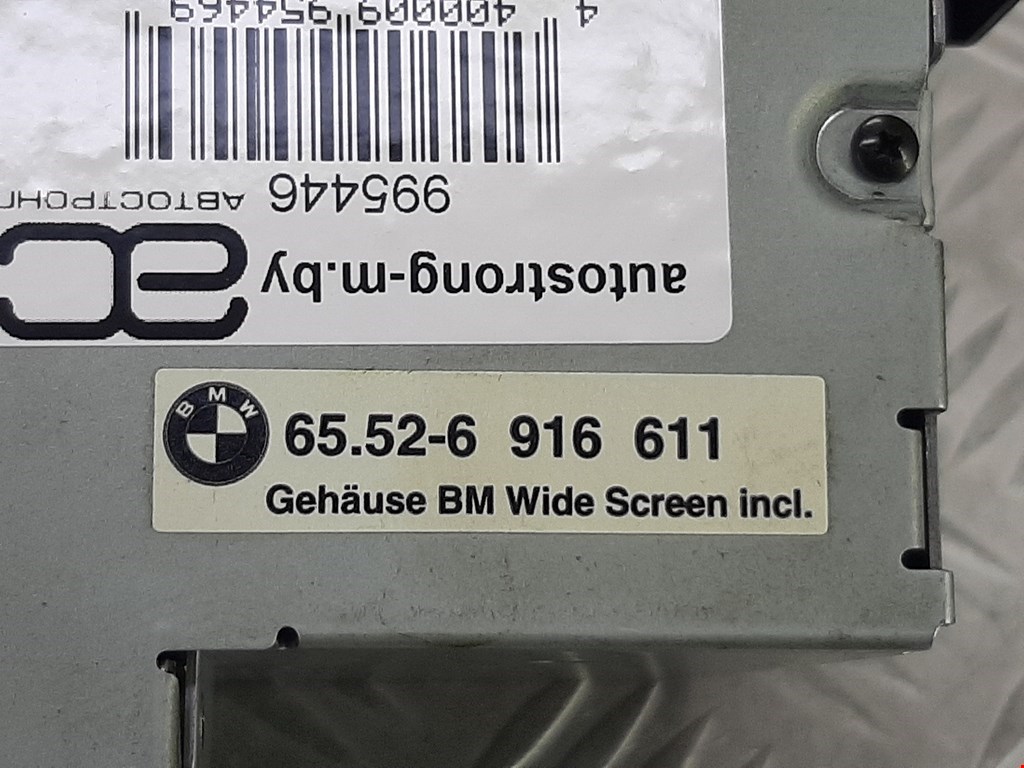 autostrong-m.by
995446 АВТОСТРОНГ
4 400009 954469
BMW
65.52-6 916 611
Gehäuse BM Wide Screen incl.